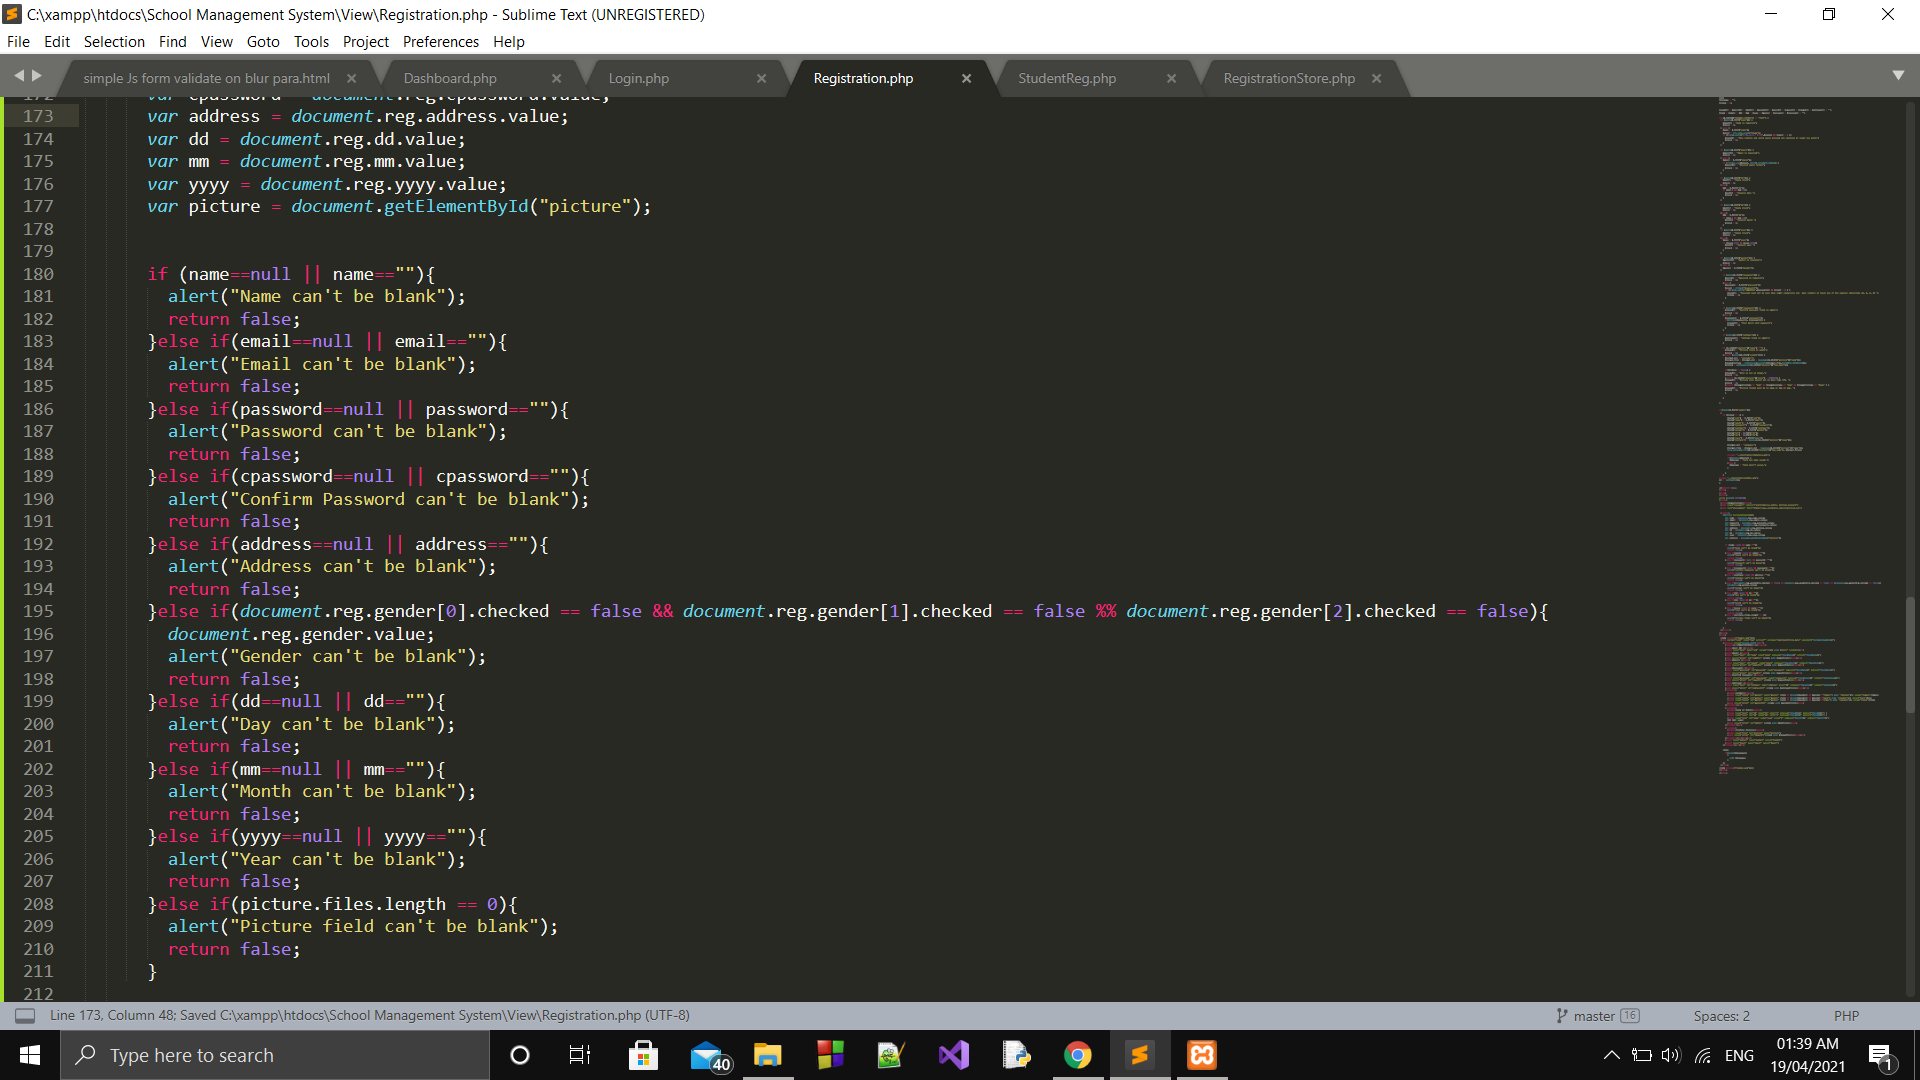 C:\xampp\htdocs\School Management System\View\Registration.php - Sublime Text (UNREGISTERED)
File Edit Selection Find View Goto Tools Project Preferences Help
simple Js form validate on blur para.html Dashboard.php Login.php Registration.php StudentReg.php RegistrationStore.php
172 var cpassword = document.reg.cpassword.value;
173 var address = document.reg.address.value;
174 var dd = document.reg.dd.value;
175 var mm = document.reg.mm.value;
176 var yyyy = document.reg.yyyy.value;
177 var picture = document.getElementById("picture");
178
179
180 if (name==null || name==""){
181 alert("Name can't be blank");
182 return false;
183 }else if(email==null || email==""){
184 alert("Email can't be blank");
185 return false;
186 }else if(password==null || password==""){
187 alert("Password can't be blank");
188 return false;
189 }else if(cpassword==null || cpassword==""){
190 alert("Confirm Password can't be blank");
191 return false;
192 }else if(address==null || address==""){
193 alert("Address can't be blank");
194 return false;
195 }else if(document.reg.gender[0].checked == false && document.reg.gender[1].checked == false %% document.reg.gender[2].checked == false){
196 document.reg.gender.value;
197 alert("Gender can't be blank");
198 return false;
199 }else if(dd==null || dd==""){
200 alert("Day can't be blank");
201 return false;
202 }else if(mm==null || mm==""){
203 alert("Month can't be blank");
204 return false;
205 }else if(yyyy==null || yyyy==""){
206 alert("Year can't be blank");
207 return false;
208 }else if(picture.files.length == 0){
209 alert("Picture field can't be blank");
210 return false;
211 }
212
Line 173, Column 48; Saved C:\xampp\htdocs\School Management System\View\Registration.php (UTF-8) master 16 Spaces: 2 PHP
Type here to search 40 ENG 01:39 AM 19/04/2021 1